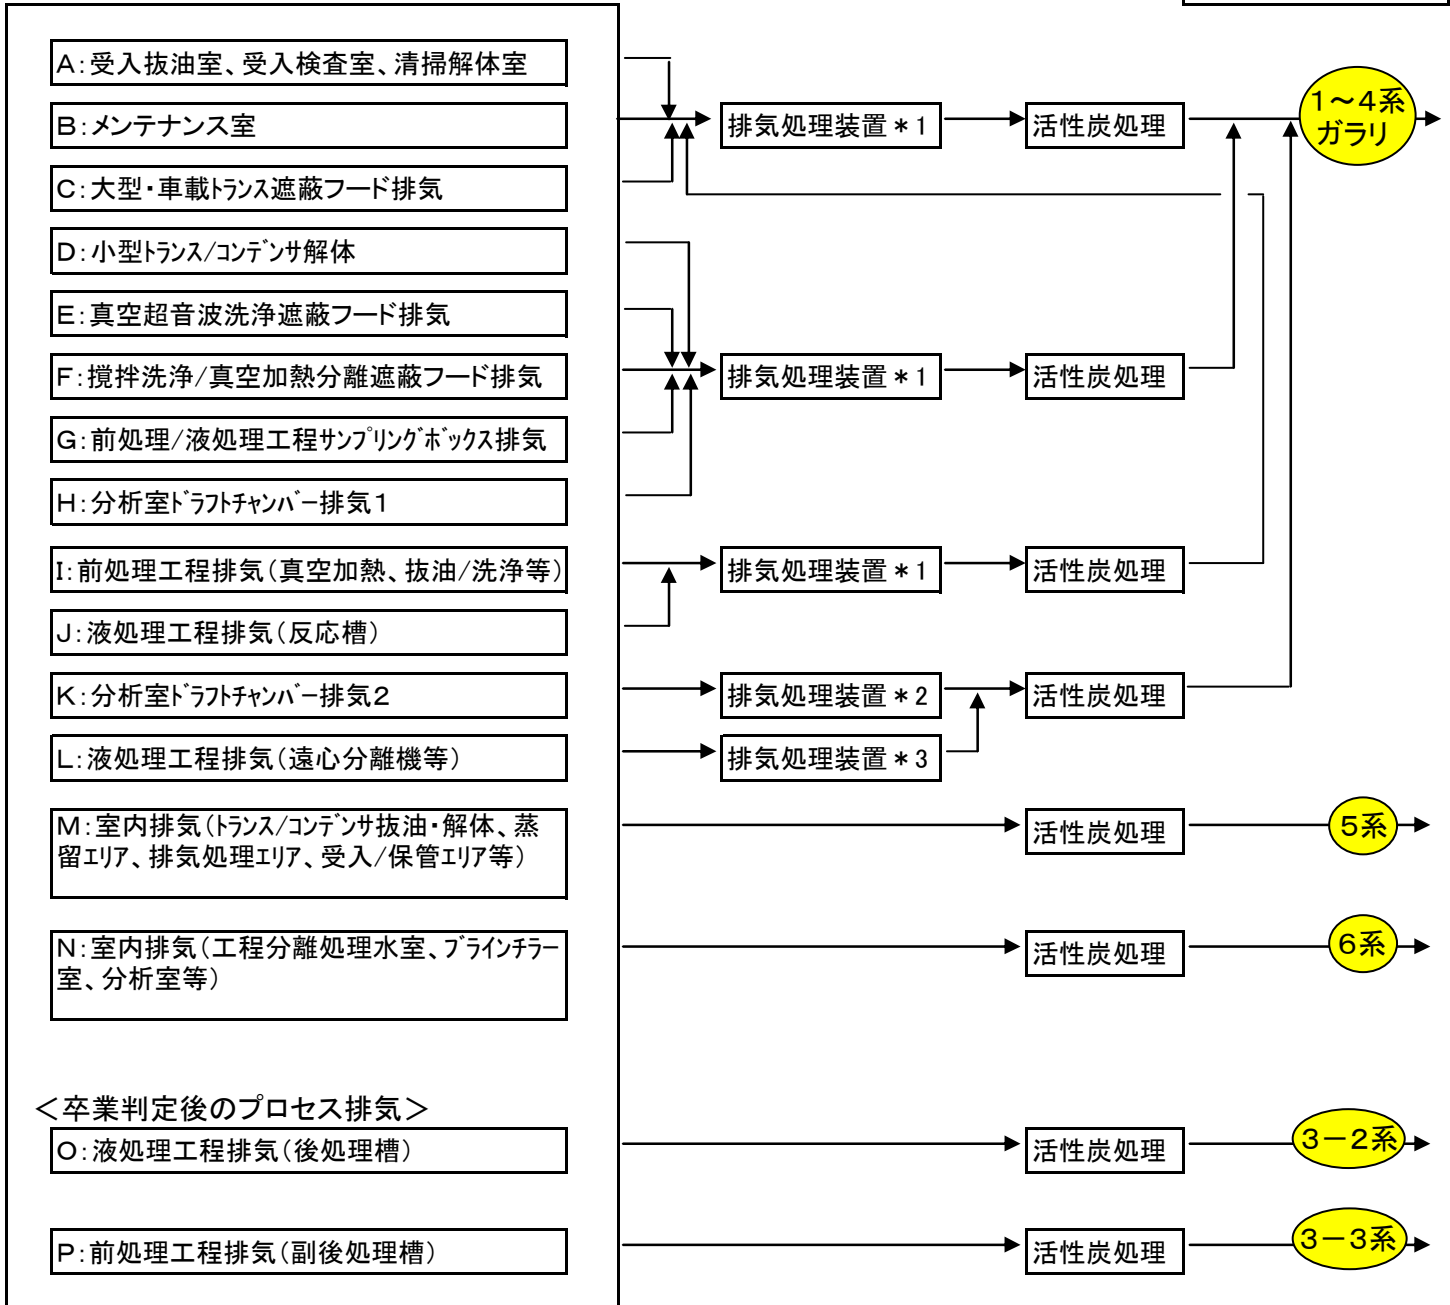 A:受入抜油室、受入検査室、清掃解体室
B:メンテナンス室
排気処理装置*1
活性炭処理
1~4系
ガラリ
C:大型・車載トランス遮蔽フード排気
D:小型トランス/コンデンサ解体
E:真空超音波洗浄遮蔽フード排気
F:撹拌洗浄/真空加熱分離遮蔽フード排気
排気処理装置*1
活性炭処理
G:前処理/液処理工程サンプリングボックス排気
H:分析室ドラフトチャンバー排気1
I:前処理工程排気(真空加熱、抜油/洗浄等)
排気処理装置*1
活性炭処理
J:液処理工程排気(反応槽)
K:分析室ドラフトチャンバー排気2
排気処理装置*2
活性炭処理
L:液処理工程排気(遠心分離機等)
排気処理装置*3
M:室内排気(トランス/コンデンサ抜油・解体、蒸
留エリア、排気処理エリア、受入/保管エリア等)
活性炭処理
5系
N:室内排気(工程分離処理水室、ブラインチラー
室、分析室等)
活性炭処理
6系
<卒業判定後のプロセス排気>
O:液処理工程排気(後処理槽)
活性炭処理
3-2系
P:前処理工程排気(副後処理槽)
活性炭処理
3-3系